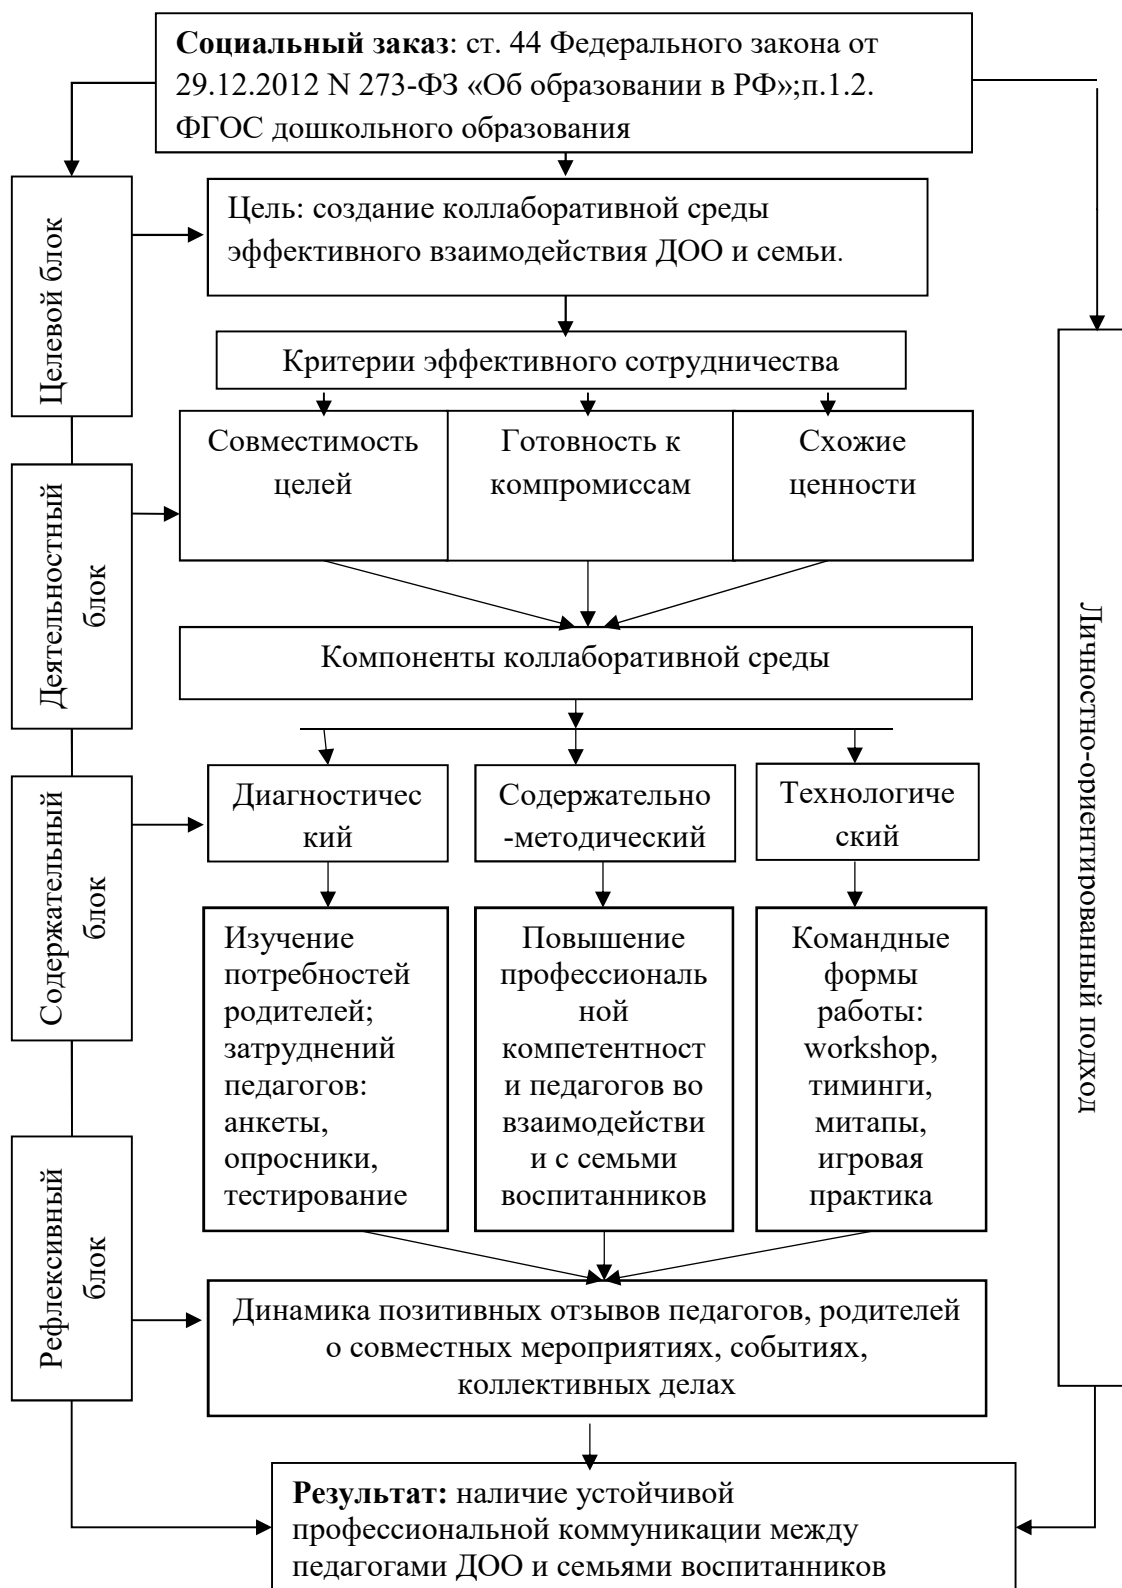 Социальный заказ: ст. 44 Федерального закона от
29.12.2012 N 273-ФЗ «Об образовании в РФ»;п.1.2.
ФГОС дошкольного образования
Целевой блок
Цель: создание коллаборативной среды
эффективного взаимодействия ДОО и семьи.
Критерии эффективного сотрудничества
Совместимость
целей
Готовность к
компромиссам
Схожие
ценности
Деятельностный
блок
Компоненты коллаборативной среды
Личностно-ориентированный подход
Содержательный
блок
Диагностичес
кий
Содержательно
-методический
Технологиче
ский
Изучение
потребностей
родителей;
затруднений
педагогов:
анкеты,
опросники,
тестирование
Повышение
профессиональ
ной
компетентност
и педагогов во
взаимодействи
и с семьми
воспитанников
Командные
формы
работы:
workshop,
тиминги,
митапы,
игровая
практика
Рефлексивный
блок
Динамика позитивных отзывов педагогов, родителей
о совместных мероприятиях, событиях,
коллективных делах
Результат: наличие устойчивой
профессиональной коммуникации между
педагогами ДОО и семьями воспитанников